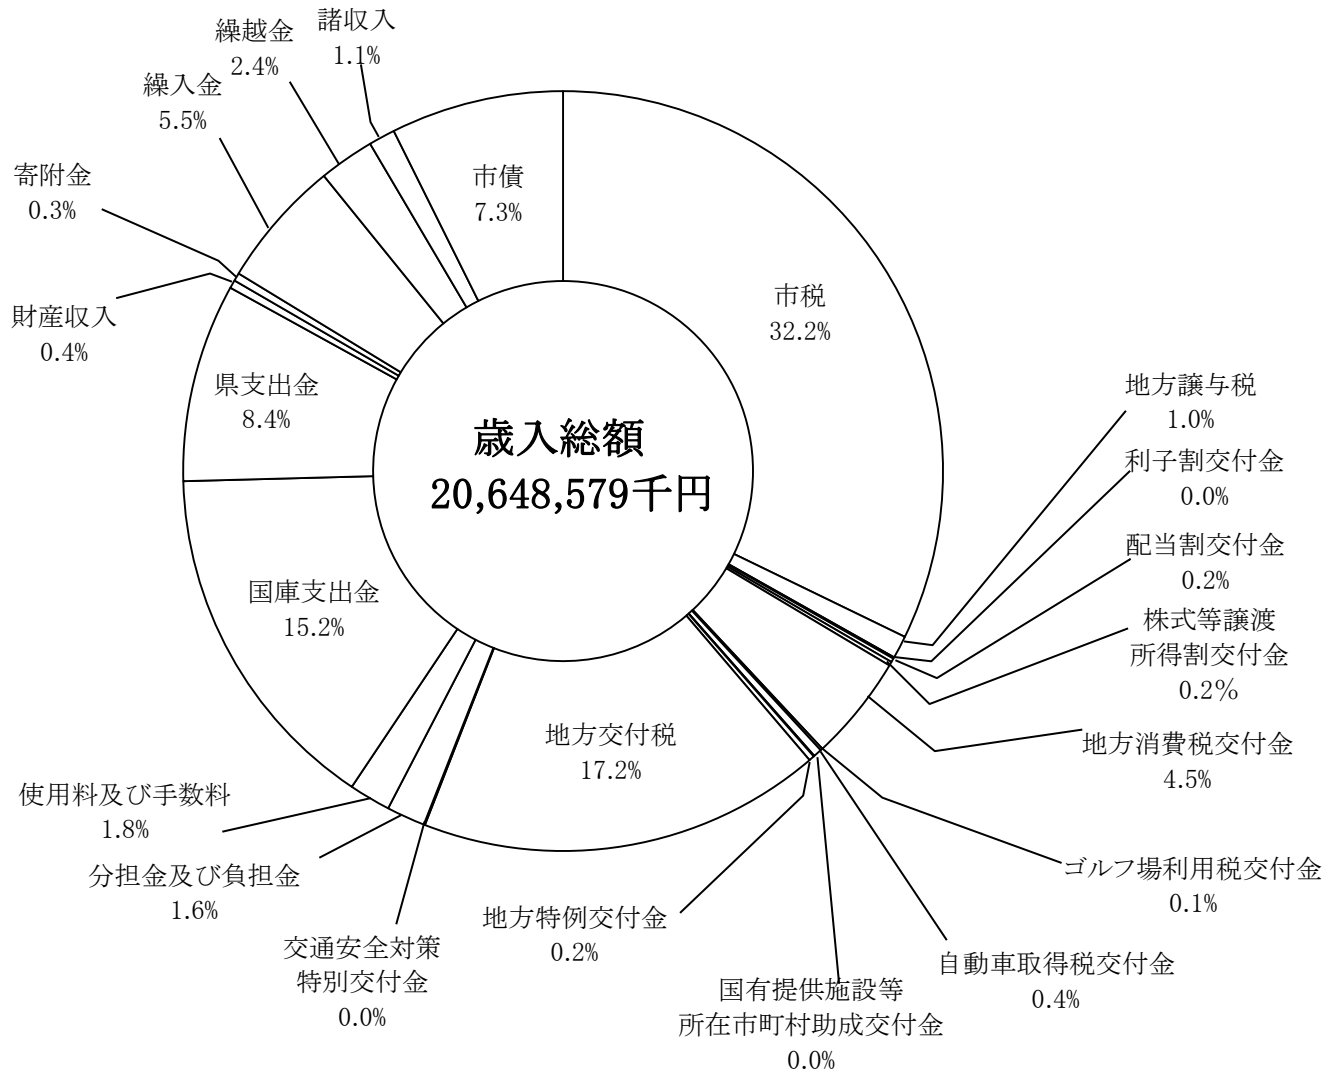 諸収入
1.1%
繰越金
2.4%
繰入金
5.5%
寄附金
0.3%
財産収入
0.4%
県支出金
8.4%
市債
7.3%
市税
32.2%
歳入総額
20,648,579千円
地方譲与税
1.0%
利子割交付金
0.0%
配当割交付金
0.2%
株式等譲渡
所得割交付金
0.2%
地方消費税交付金
4.5%
ゴルフ場利用税交付金
0.1%
自動車取得税交付金
0.4%
国有提供施設等
所在市町村助成交付金
0.0%
地方特例交付金
0.2%
地方交付税
17.2%
交通安全対策
特別交付金
0.0%
分担金及び負担金
1.6%
使用料及び手数料
1.8%
国庫支出金
15.2%